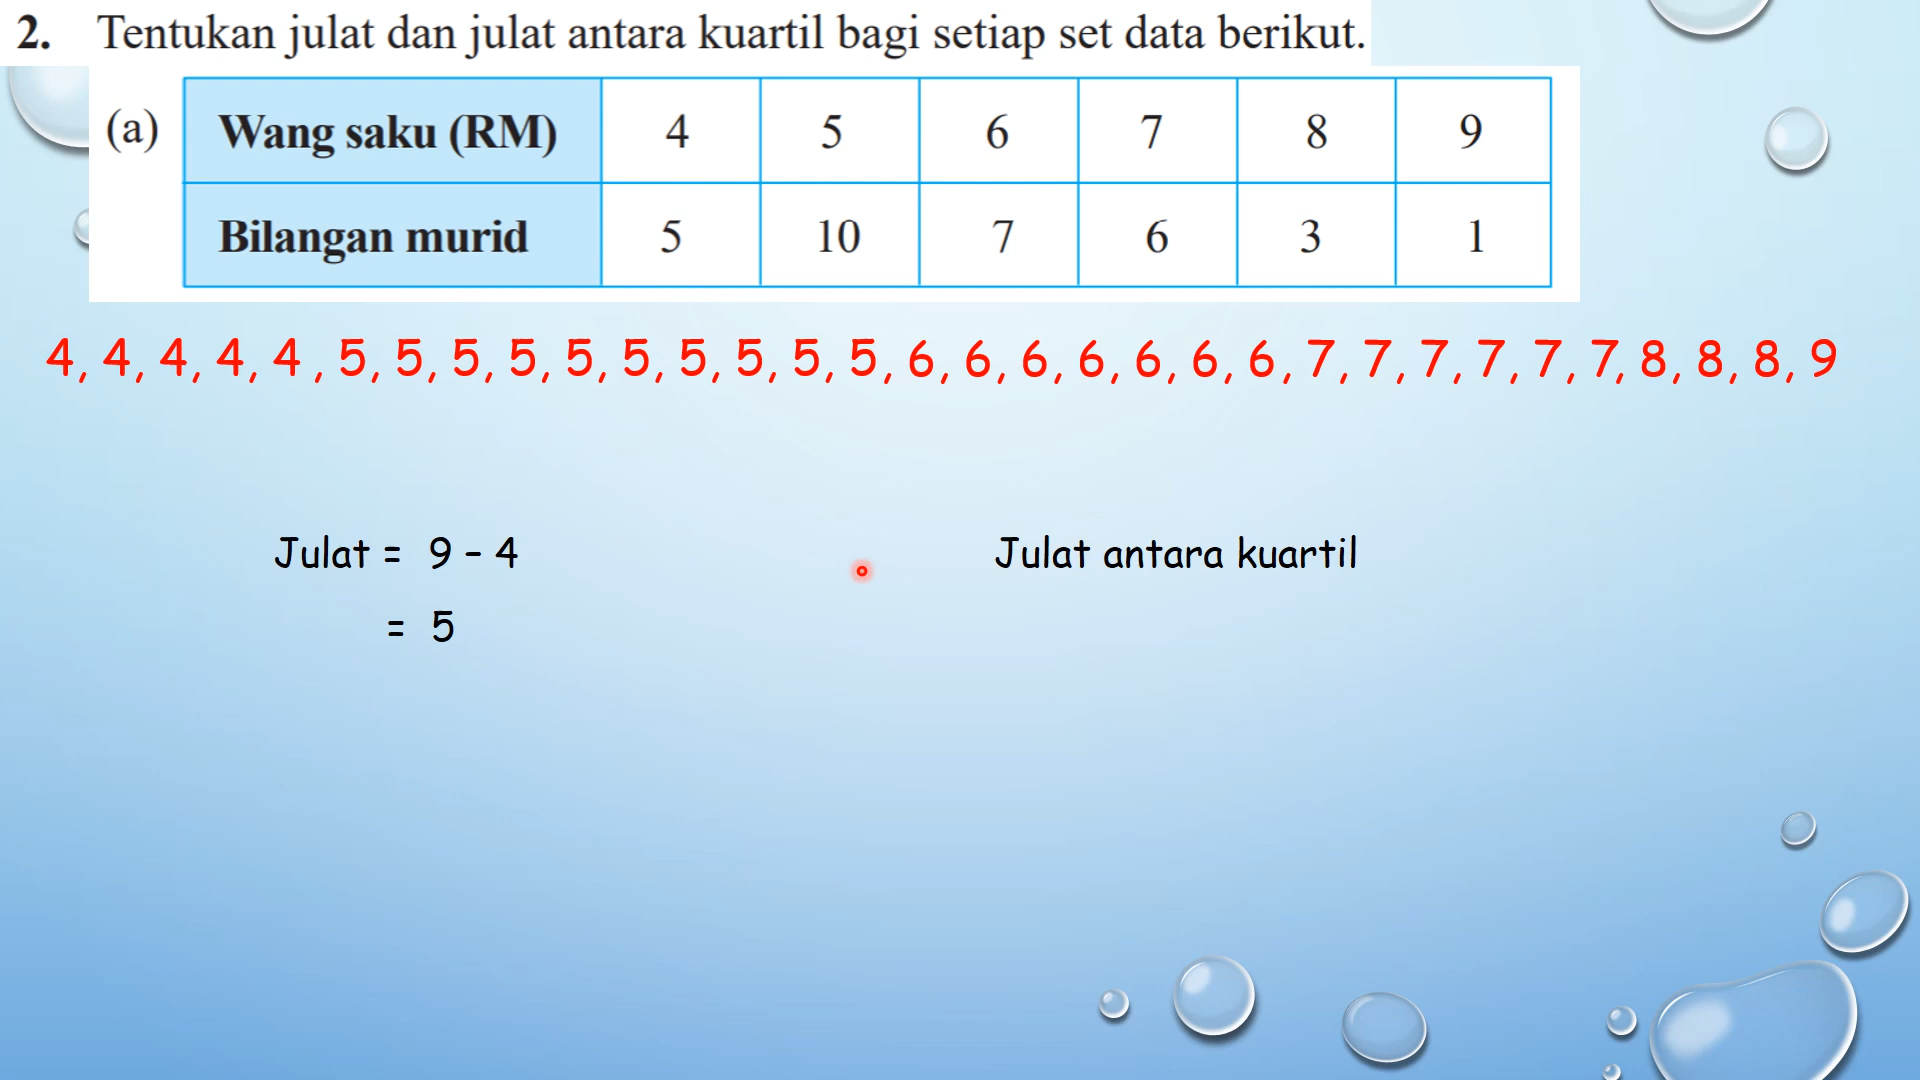 2. Tentukan julat dan julat antara kuartil bagi setiap set data berikut.
(a) Wang saku (RM) 4 5 6 7 8 9
Bilangan murid 5 10 7 6 3 1
4, 4, 4, 4, 4, 5, 5, 5, 5, 5, 5, 5, 5, 5, 5, 6, 6, 6, 6, 6, 6, 6, 7, 7, 7, 7, 7, 7, 8, 8, 8, 9
Julat = 9 – 4
= 5
Julat antara kuartil